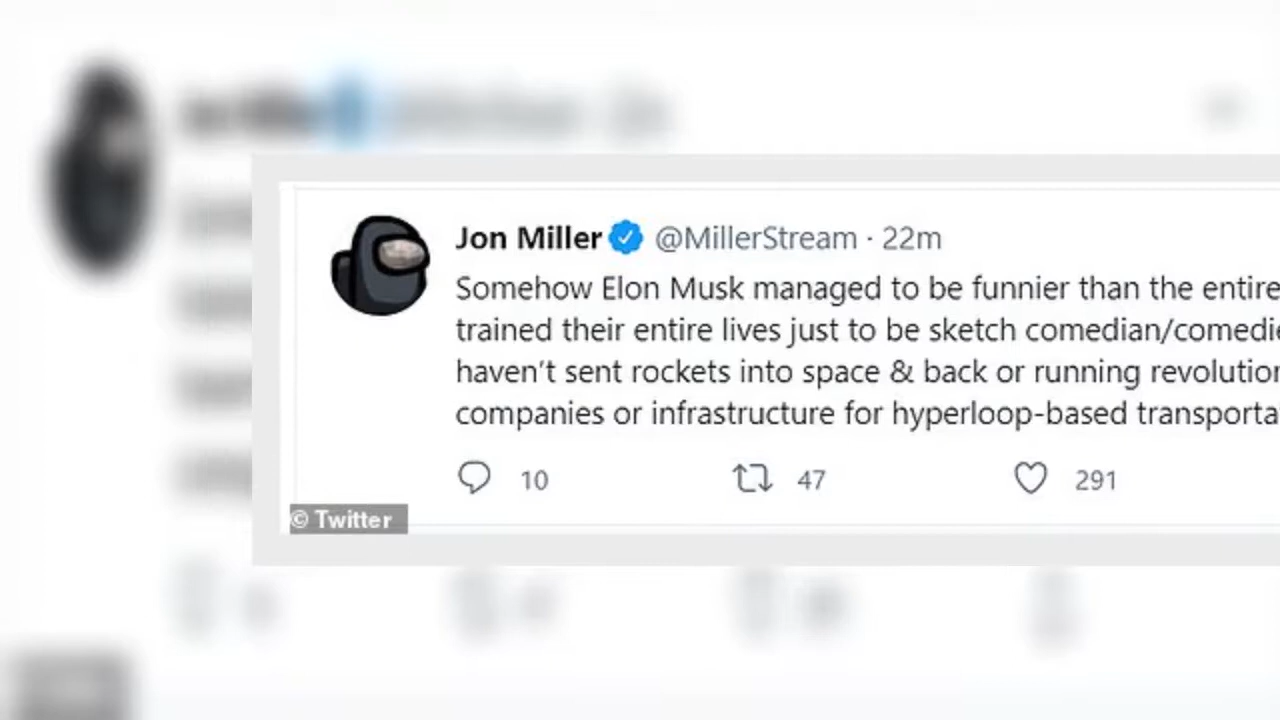 Jon Miller @MillerStream · 22m
Somehow Elon Musk managed to be funnier than the entire
trained their entire lives just to be sketch comedian/comedie
haven't sent rockets into space & back or running revolution
companies or infrastructure for hyperloop-based transporta
10 47 291
© Twitter